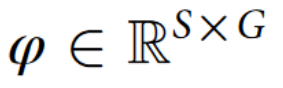 𝝋 ∈ ℝ^{S×G}